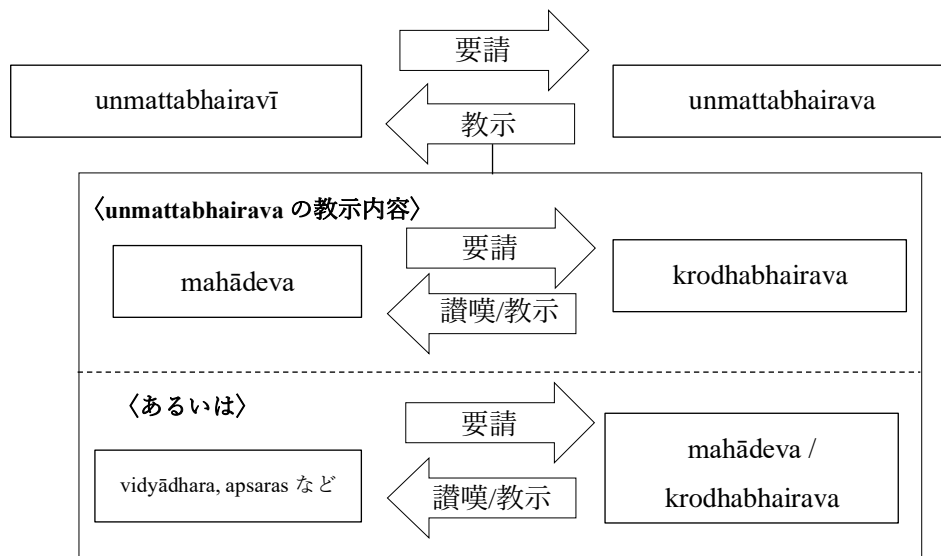 要請
unmattabhairavī
unmattabhairava
教示
〈unmattabhairava の教示内容〉
要請
mahādeva
krodhabhairava
讃嘆/教示
〈あるいは〉
要請
mahādeva /
krodhabhairava
vidyādhara, apsaras など
讃嘆/教示